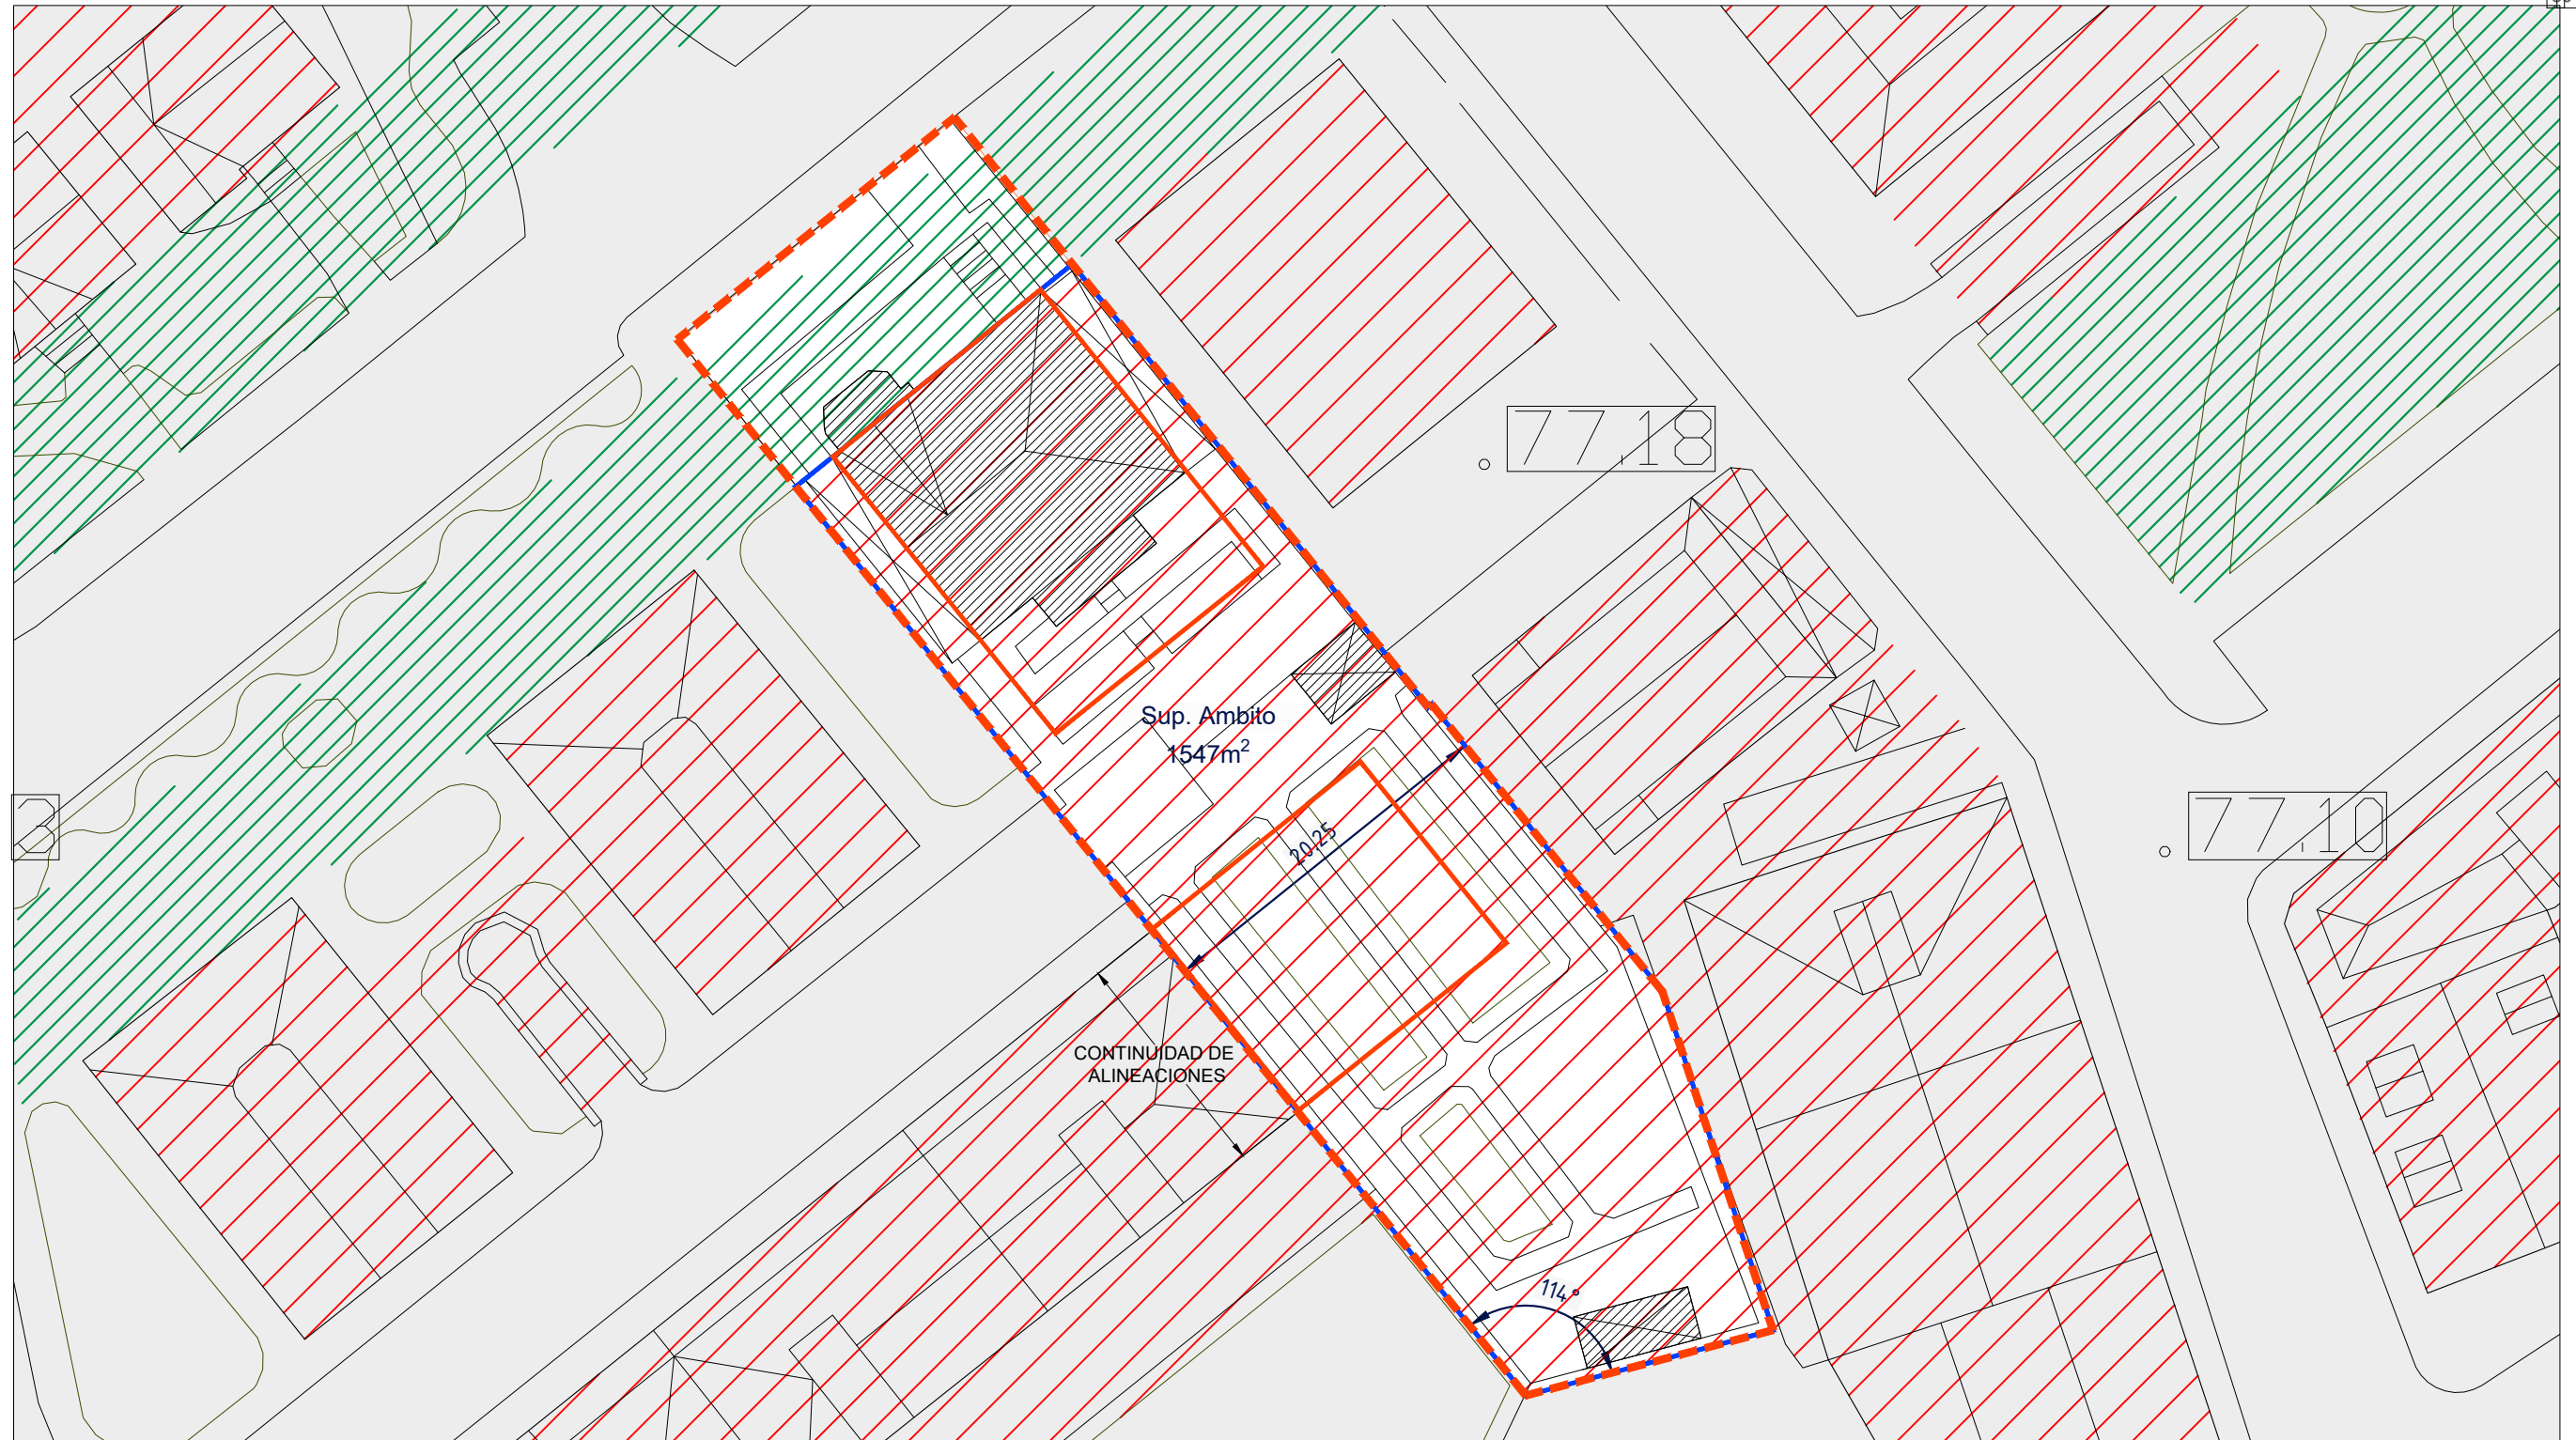 77,18
Sup. Ambito
1547m²
77,10
20.25
CONTINUIDAD DE
ALINEACIONES
114°